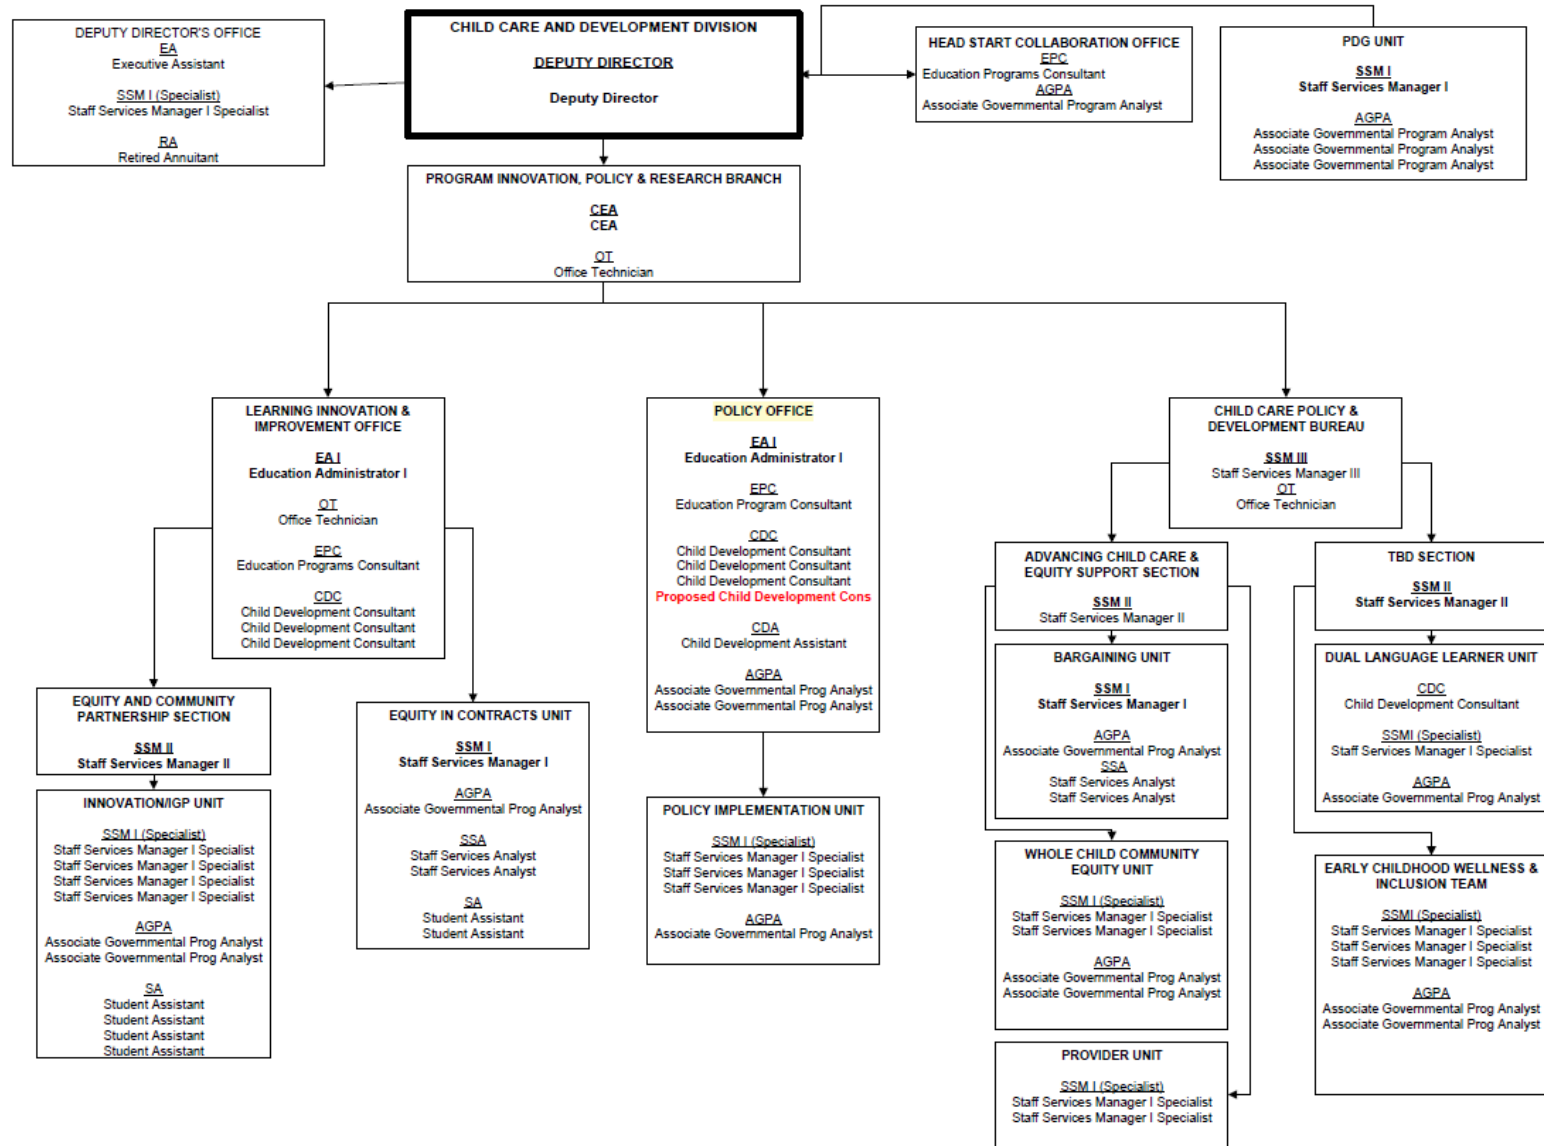 DEPUTY DIRECTOR'S OFFICE
EA
Executive Assistant
SSM I (Specialist)
Staff Services Manager I Specialist
RA
Retired Annuitant
CHILD CARE AND DEVELOPMENT DIVISION
DEPUTY DIRECTOR
Deputy Director
HEAD START COLLABORATION OFFICE
EPC
Education Programs Consultant
AGPA
Associate Governmental Program Analyst
PDG UNIT
SSM I
Staff Services Manager I
AGPA
Associate Governmental Program Analyst
Associate Governmental Program Analyst
Associate Governmental Program Analyst
PROGRAM INNOVATION, POLICY & RESEARCH BRANCH
CEA
CEA
OT
Office Technician
LEARNING INNOVATION &
IMPROVEMENT OFFICE
EA I
Education Administrator I
OT
Office Technician
EPC
Education Programs Consultant
CDC
Child Development Consultant
Child Development Consultant
Child Development Consultant
POLICY OFFICE
EA I
Education Administrator I
EPC
Education Program Consultant
CDC
Child Development Consultant
Child Development Consultant
Child Development Consultant
Proposed Child Development Cons
CDA
Child Development Assistant
AGPA
Associate Governmental Prog Analyst
Associate Governmental Prog Analyst
CHILD CARE POLICY &
DEVELOPMENT BUREAU
SSM III
Staff Services Manager III
OT
Office Technician
EQUITY AND COMMUNITY
PARTNERSHIP SECTION
SSM II
Staff Services Manager II
INNOVATION/IGP UNIT
SSM I (Specialist)
Staff Services Manager I Specialist
Staff Services Manager I Specialist
Staff Services Manager I Specialist
Staff Services Manager I Specialist
AGPA
Associate Governmental Prog Analyst
Associate Governmental Prog Analyst
SA
Student Assistant
Student Assistant
Student Assistant
Student Assistant
EQUITY IN CONTRACTS UNIT
SSM I
Staff Services Manager I
AGPA
Associate Governmental Prog Analyst
SSA
Staff Services Analyst
Staff Services Analyst
SA
Student Assistant
Student Assistant
POLICY IMPLEMENTATION UNIT
SSM I (Specialist)
Staff Services Manager I Specialist
Staff Services Manager I Specialist
Staff Services Manager I Specialist
AGPA
Associate Governmental Prog Analyst
ADVANCING CHILD CARE &
EQUITY SUPPORT SECTION
SSM II
Staff Services Manager II
BARGAINING UNIT
SSM I
Staff Services Manager I
AGPA
Associate Governmental Prog Analyst
SSA
Staff Services Analyst
Staff Services Analyst
WHOLE CHILD COMMUNITY
EQUITY UNIT
SSM I (Specialist)
Staff Services Manager I Specialist
Staff Services Manager I Specialist
AGPA
Associate Governmental Prog Analyst
Associate Governmental Prog Analyst
PROVIDER UNIT
SSM I (Specialist)
Staff Services Manager I Specialist
Staff Services Manager I Specialist
TBD SECTION
SSM II
Staff Services Manager II
DUAL LANGUAGE LEARNER UNIT
CDC
Child Development Consultant
SSMI (Specialist)
Staff Services Manager I Specialist
AGPA
Associate Governmental Prog Analyst
EARLY CHILDHOOD WELLNESS &
INCLUSION TEAM
SSMI (Specialist)
Staff Services Manager I Specialist
Staff Services Manager I Specialist
Staff Services Manager I Specialist
AGPA
Associate Governmental Prog Analyst
Associate Governmental Prog Analyst